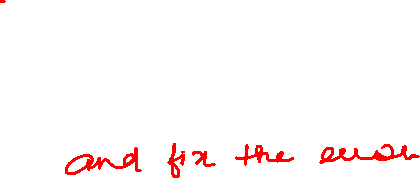 and fix the error